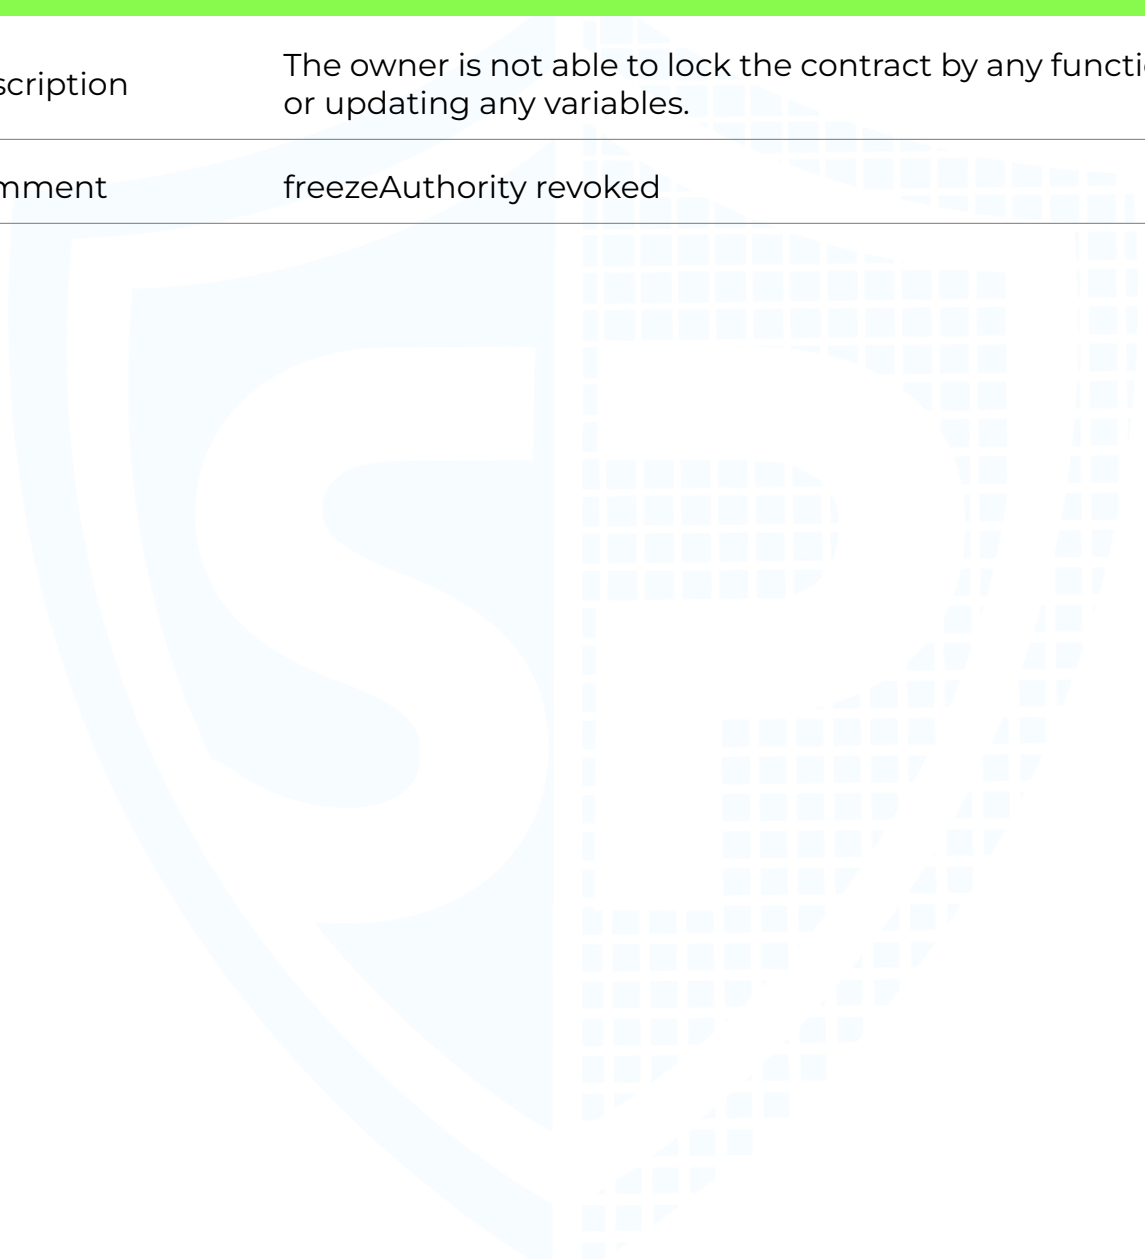 scription
The owner is not able to lock the contract by any functi
or updating any variables.
mment
freezeAuthority revoked
SP